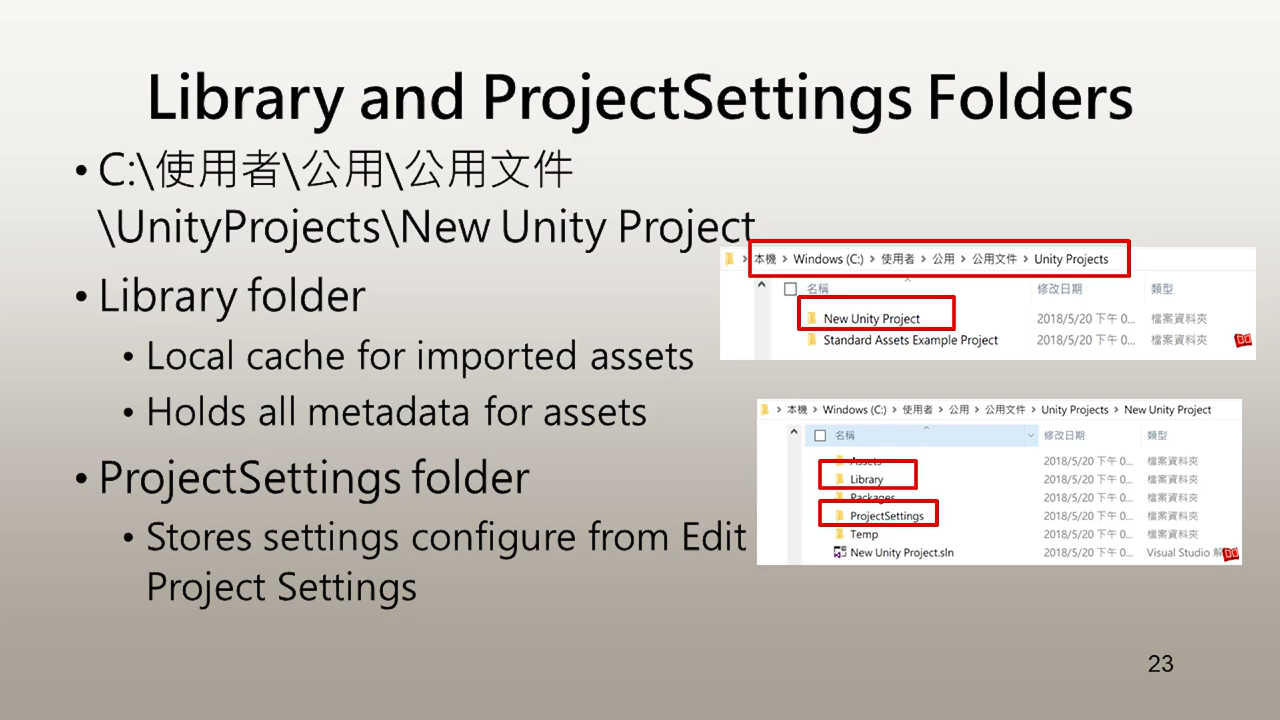 Library and ProjectSettings Folders
• C:\使用者\公用\公用文件
\UnityProjects\New Unity Project
• Library folder
• Local cache for imported assets
• Holds all metadata for assets
• ProjectSettings folder
• Stores settings configure from Edit
Project Settings
本機 > Windows (C:) > 使用者 > 公用 > 公用文件 > Unity Projects
名稱 修改日期 類型
New Unity Project 2018/5/20 下午 0... 檔案資料夾
Standard Assets Example Project 2018/5/20 下午 0... 檔案資料夾
本機 > Windows (C:) > 使用者 > 公用 > 公用文件 > Unity Projects > New Unity Project
名稱 修改日期 類型
Assets 2018/5/20 下午 0... 檔案資料夾
Library 2018/5/20 下午 0... 檔案資料夾
Packages 2018/5/20 下午 0... 檔案資料夾
ProjectSettings 2018/5/20 下午 0... 檔案資料夾
Temp 2018/5/20 下午 0... 檔案資料夾
New Unity Project.sln 2018/5/20 下午 0... Visual Studio
23